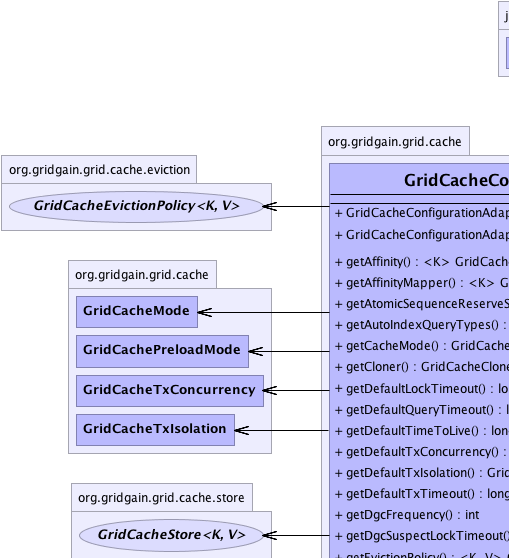 j
org.gridgain.grid.cache
org.gridgain.grid.cache.eviction
GridCacheEvictionPolicy<K, V>
GridCacheCo
+ GridCacheConfigurationAdap
+ GridCacheConfigurationAdap
+ getAffinity() : <K> GridCach
+ getAffinityMapper() : <K> G
+ getAtomicSequenceReserveS
+ getAutoIndexQueryTypes() :
+ getCacheMode() : GridCache
+ getCloner() : GridCacheClone
+ getDefaultLockTimeout() : lo
+ getDefaultQueryTimeout() : l
+ getDefaultTimeToLive() : long
+ getDefaultTxConcurrency() :
+ getDefaultTxIsolation() : Grid
+ getDefaultTxTimeout() : long
+ getDgcFrequency() : int
+ getDgcSuspectLockTimeout()
+ getEvictionPolicy() : <K, V>
org.gridgain.grid.cache
GridCacheMode
GridCachePreloadMode
GridCacheTxConcurrency
GridCacheTxIsolation
org.gridgain.grid.cache.store
GridCacheStore<K, V>